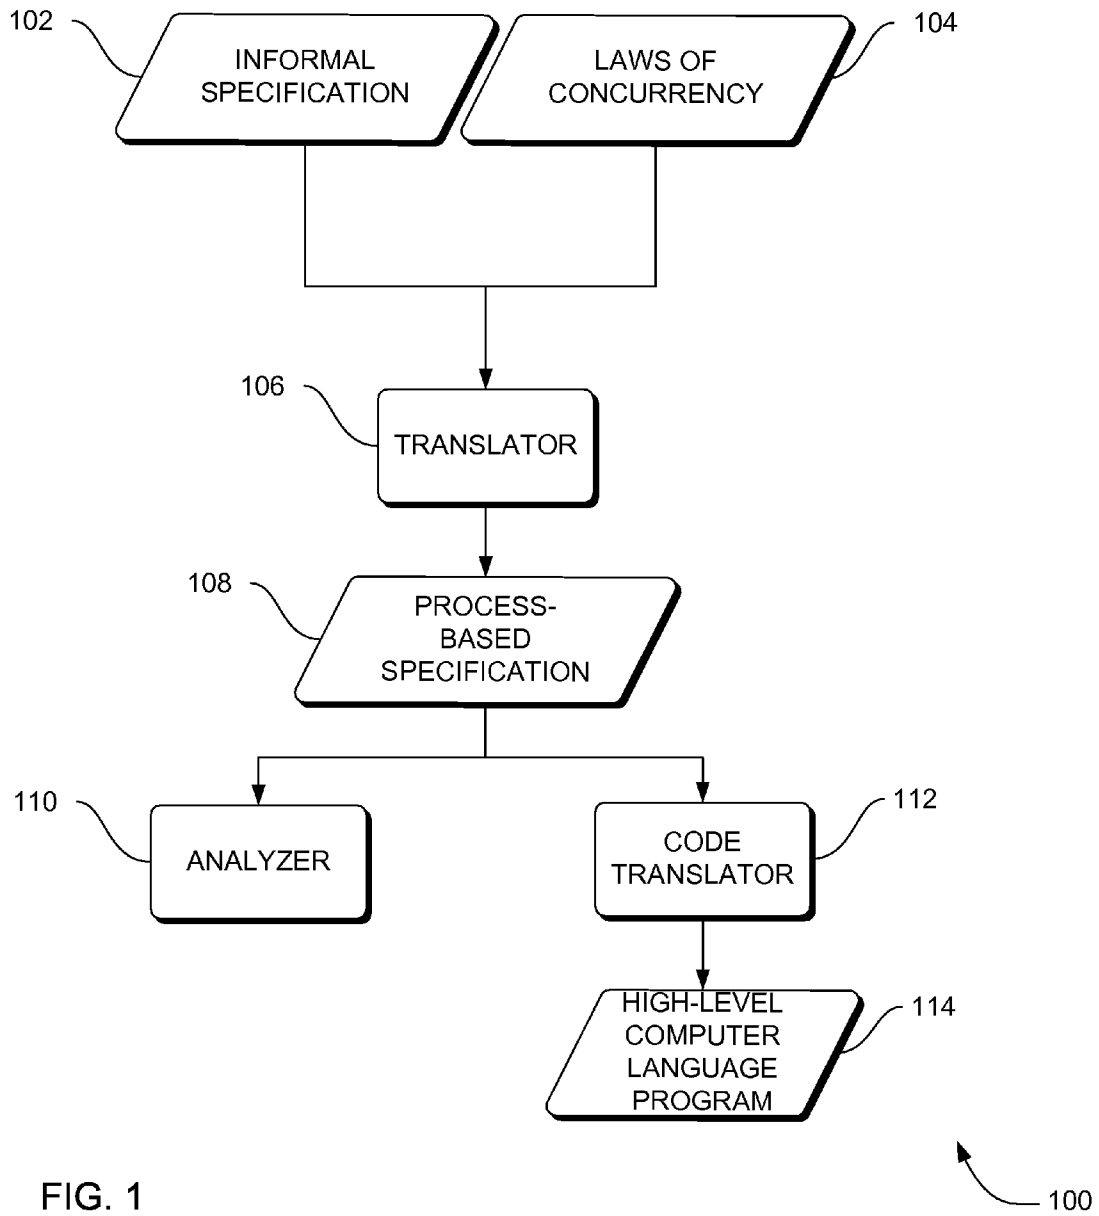 102
INFORMAL
SPECIFICATION
LAWS OF
CONCURRENCY
104
106
TRANSLATOR
108
PROCESS-
BASED
SPECIFICATION
110
ANALYZER
CODE
TRANSLATOR
112
HIGH-LEVEL
COMPUTER
LANGUAGE
PROGRAM
114
FIG. 1
100